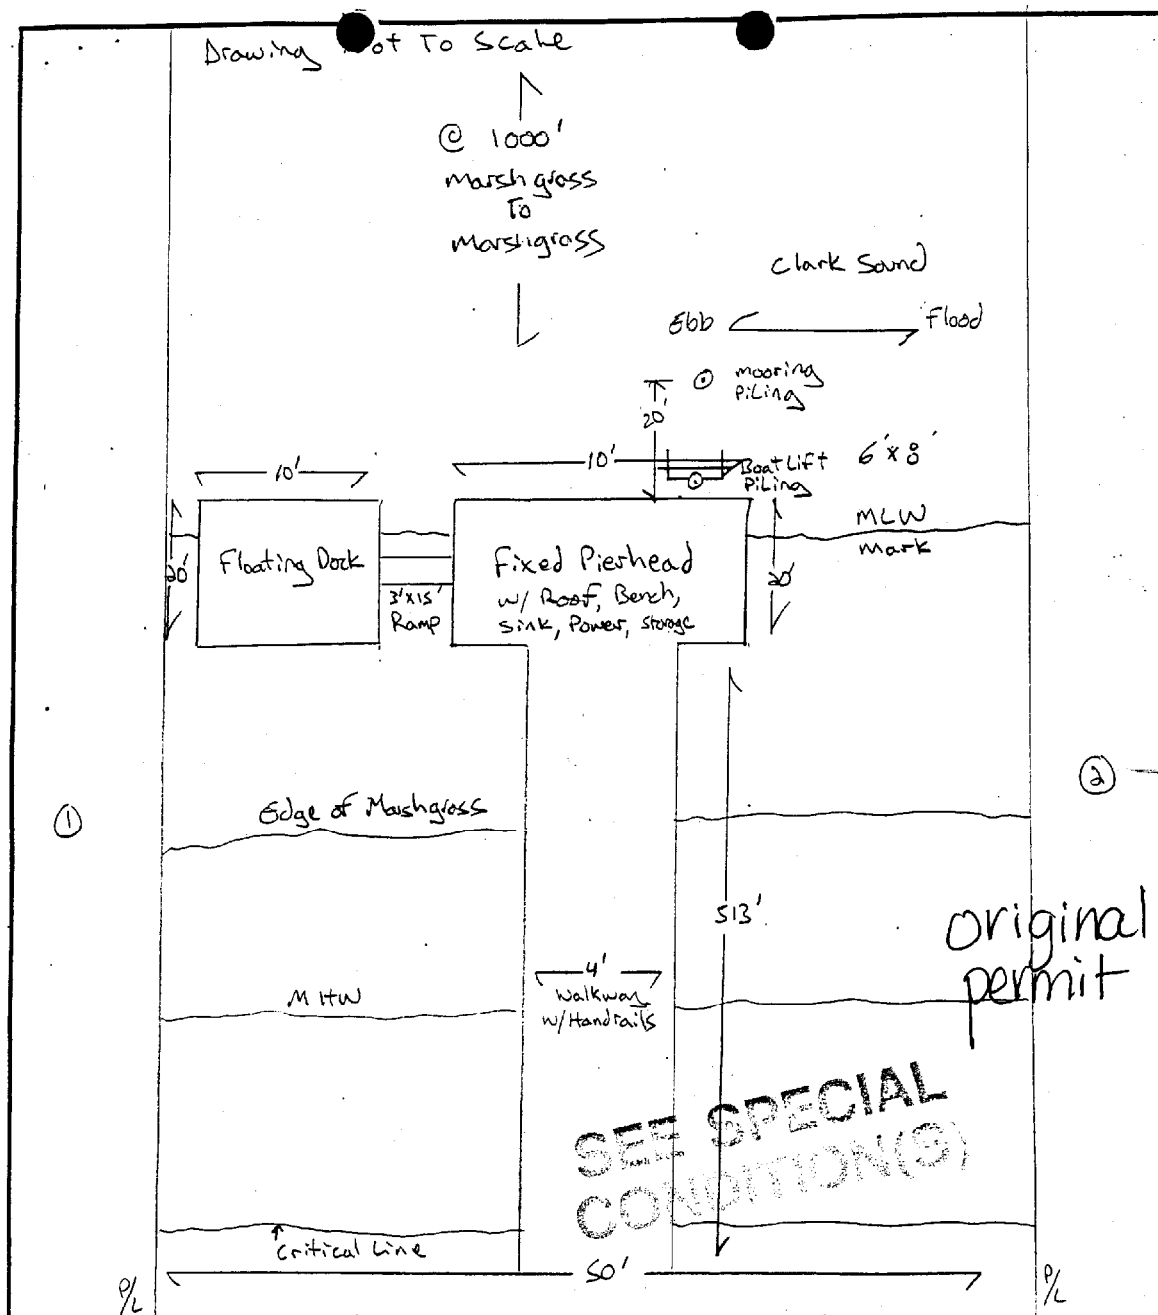 Drawing ot To Scale
@ 1000'
Marsh grass
To
Marshgrass
Clark Sound
Ebb
Flood
mooring
PiLing
20'
10'
10'
Boat Lift
PiLing
6'x8'
MLW
mark
20'
Floating Dock
3'x15'
Ramp
Fixed Pierhead
w/ Roof, Bench,
sink, Power, storage
20'
2
Edge of Marshgrass
1
513'
original
permit
4'
Walkway
w/Handrails
MHW
SEE SPECIAL
CONDITION(S)
Critical Line
50'
P/L
P/L